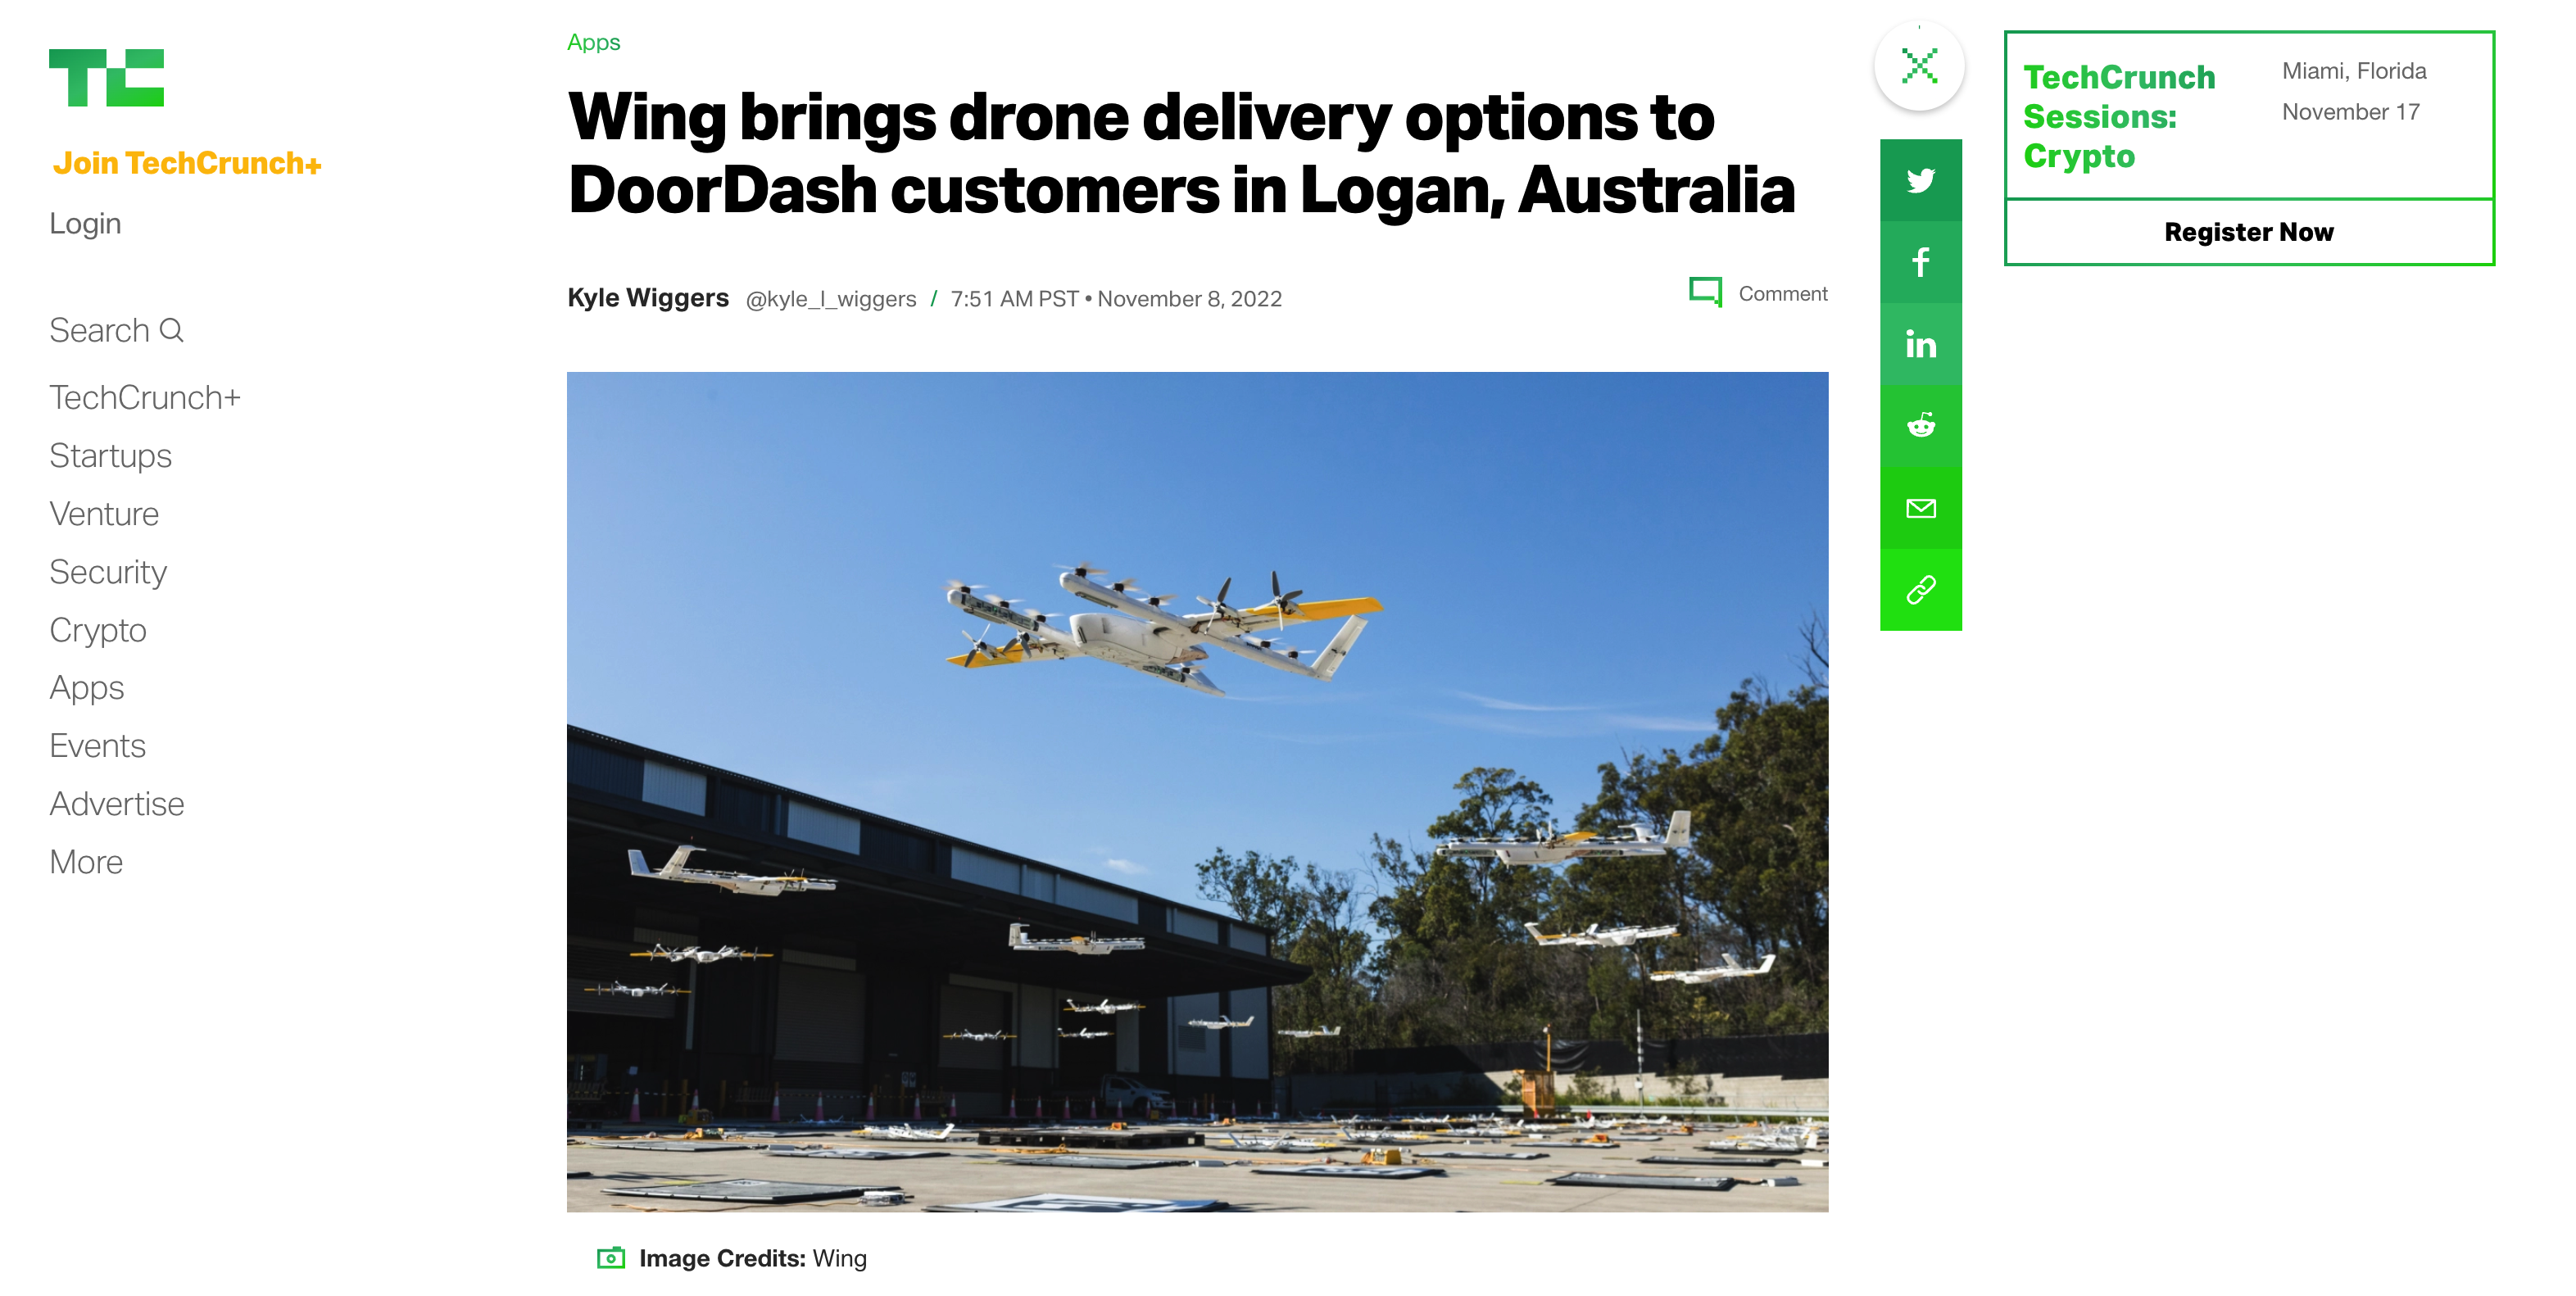 TC
Join TechCrunch+
Login
Search
TechCrunch+
Startups
Venture
Security
Crypto
Apps
Events
Advertise
More
Apps
Wing brings drone delivery options to
DoorDash customers in Logan, Australia
Kyle Wiggers @kyle_l_wiggers / 7:51 AM PST • November 8, 2022
Comment
Image Credits: Wing
f
in
TechCrunch
Sessions:
Crypto
Miami, Florida
November 17
Register Now